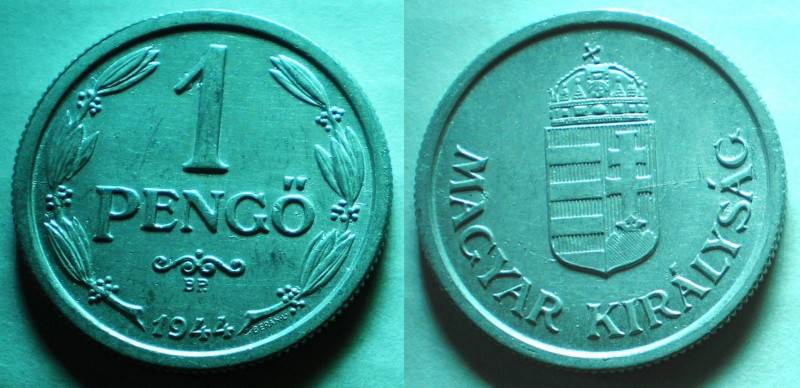 1
PENGŐ
BP.
1944
MAGYAR KIRÁLYSÁG